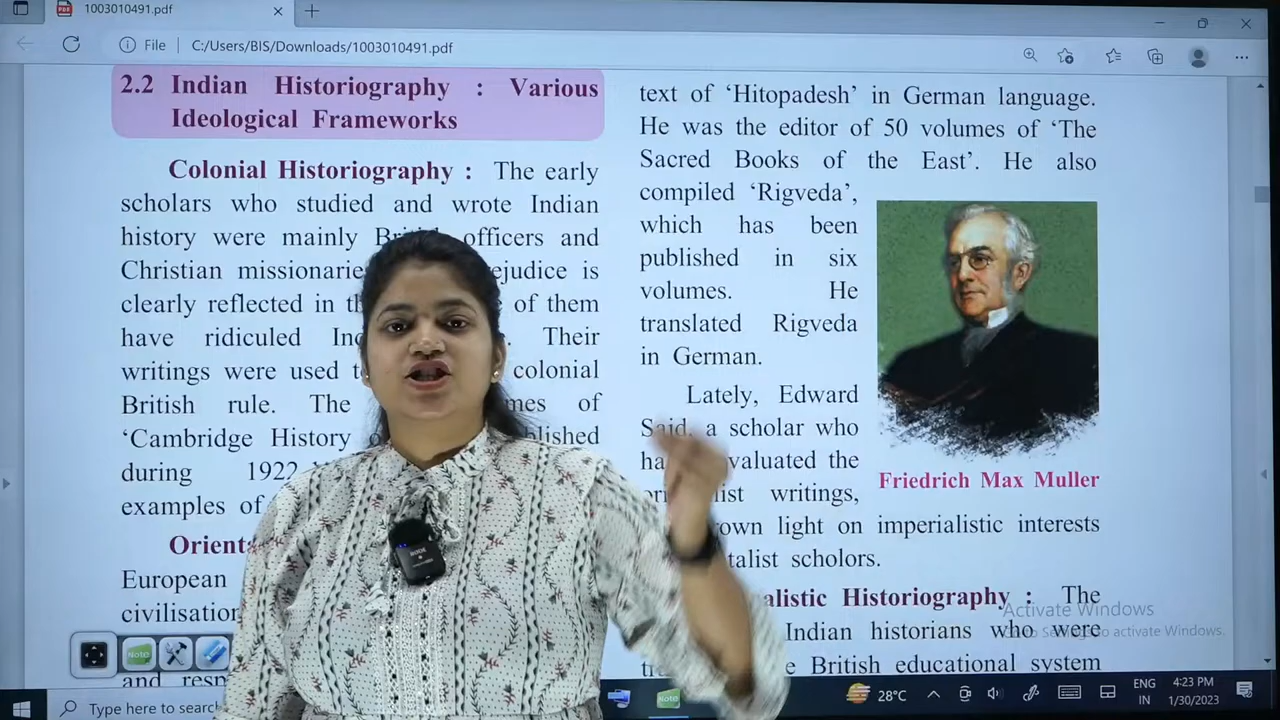 1003010491.pdf
File
C:/Users/BIS/Downloads/1003010491.pdf
2.2 Indian Historiography : Various
Ideological Frameworks
Colonial Historiography : The early
scholars who studied and wrote Indian
history were mainly officers and
Christian is
clearly reflected in of them
have ridiculed Their
writings were used colonial
British rule. The of
‘Cambridge History
during
examples of
European
and
text of ‘Hitopadesh’ in German language.
He was the editor of 50 volumes of ‘The
Sacred Books of the East’. He also
compiled ‘Rigveda’,
which has been
published in six
volumes. He
translated Rigveda
in German.
Friedrich Max Muller
Lately, Edward
Said, a scholar who
the
writings,
light on imperialistic interests
scholors.
Historiography : The
Indian historians who were
British educational system
Activate Windows
to activate Windows.
Note
Type here to search
Note
28°C
ENG
IN
4:23 PM
1/30/2023